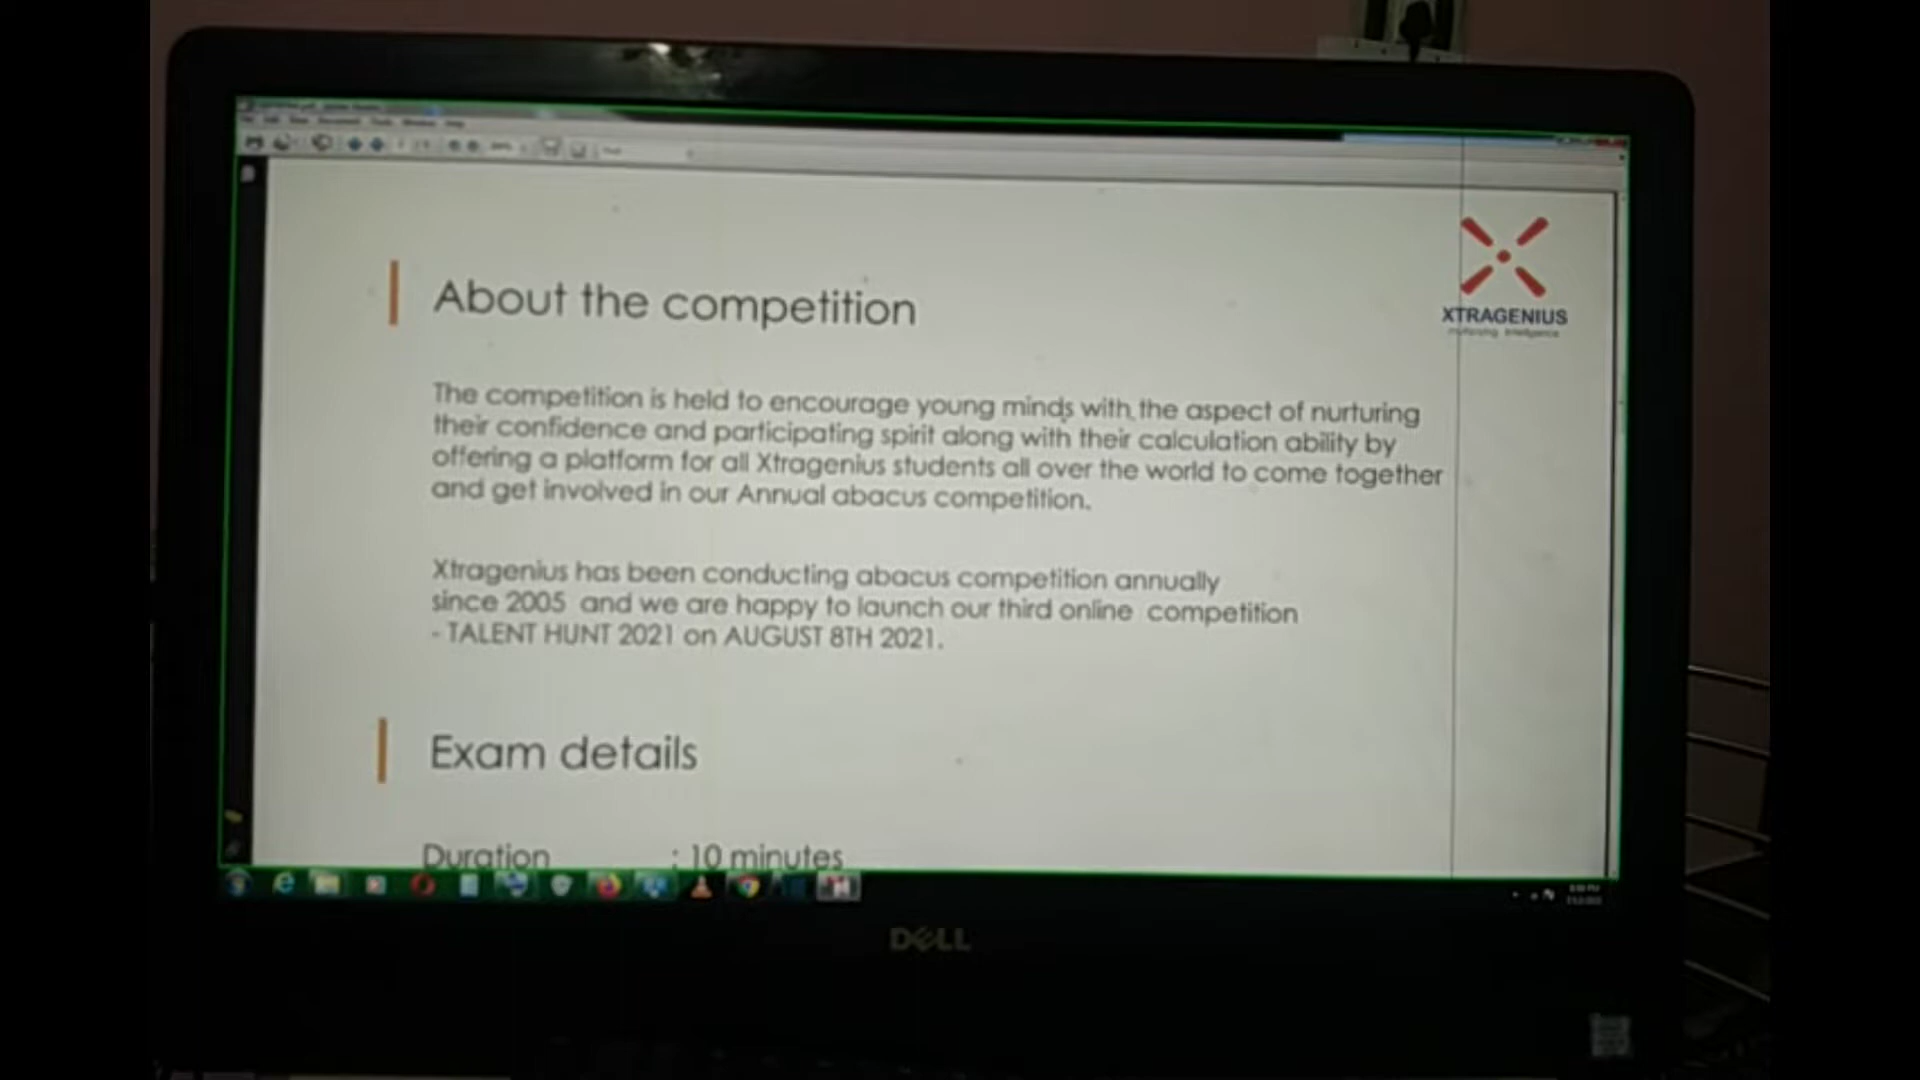 XTRAGENIUS
multiplying intelligence
About the competition
The competition is held to encourage young minds with the aspect of nurturing
their confidence and participating spirit along with their calculation ability by
offering a platform for all Xtragenius students all over the world to come together
and get involved in our Annual abacus competition.
Xtragenius has been conducting abacus competition annually
since 2005 and we are happy to launch our third online competition
- TALENT HUNT 2021 on AUGUST 8TH 2021.
Exam details
Duration : 10 minutes
DELL